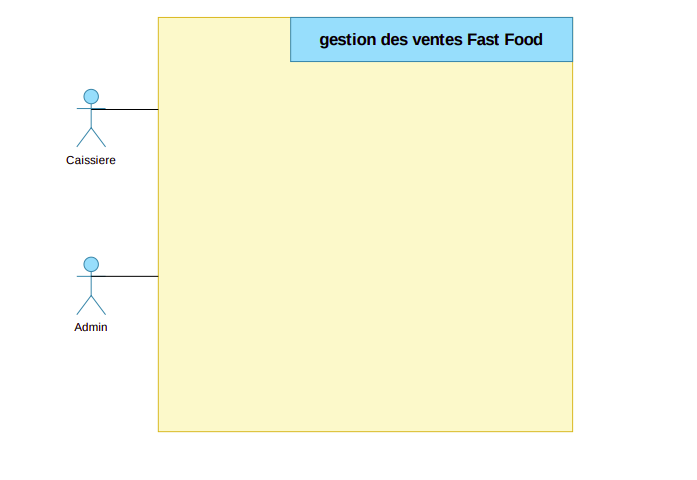 gestion des ventes Fast Food
Caissiere
Admin